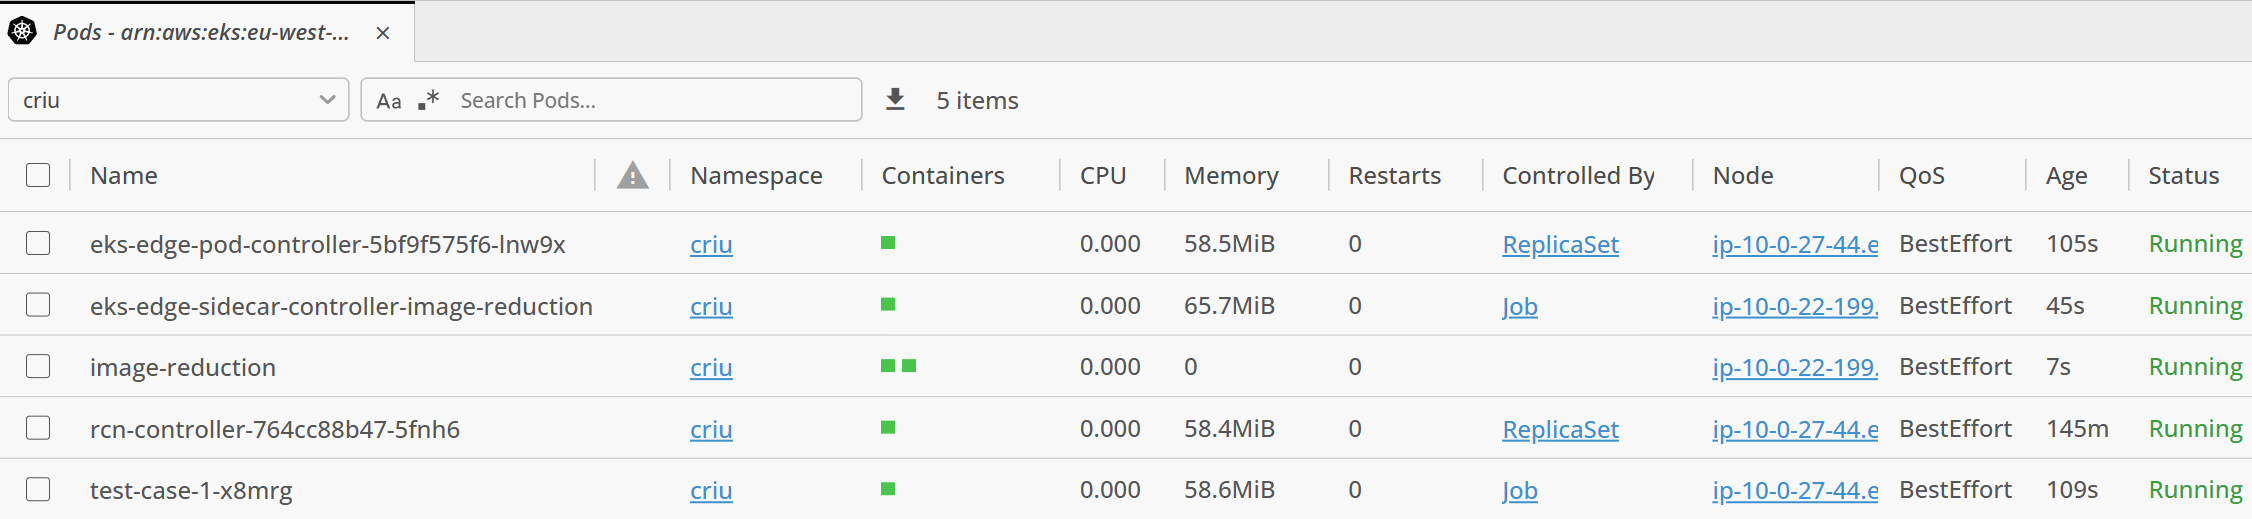 Pods - arn:aws:eks:eu-west-...
criu Aa .* Search Pods... 5 items
Name Namespace Containers CPU Memory Restarts Controlled By Node QoS Age Status
eks-edge-pod-controller-5bf9f575f6-lnw9x criu 0.000 58.5MiB 0 ReplicaSet ip-10-0-27-44.e BestEffort 105s Running
eks-edge-sidecar-controller-image-reduction criu 0.000 65.7MiB 0 Job ip-10-0-22-199. BestEffort 45s Running
image-reduction criu 0.000 0 0 ip-10-0-22-199. BestEffort 7s Running
rcn-controller-764cc88b47-5fnh6 criu 0.000 58.4MiB 0 ReplicaSet ip-10-0-27-44.e BestEffort 145m Running
test-case-1-x8mrg criu 0.000 58.6MiB 0 Job ip-10-0-27-44.e BestEffort 109s Running